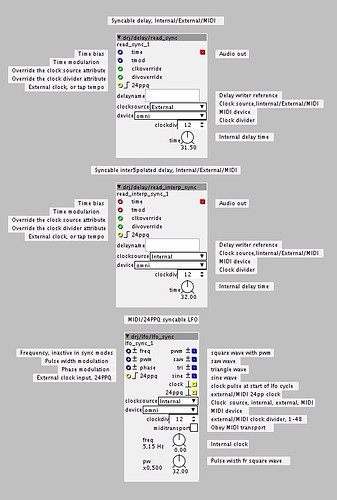 Syncable delay, Internal/External/MIDI
drj/delay/read_sync
read_sync_1
Time bias
time
Audio out
Time modularion
tmod
Override the clock source attribute
clkoverride
Override the clock divider attribute
divoverride
External clock, or tap tempo
24ppq
delayname
Delay writer reference
clocksource External
Clock source,Iinternal/External/MIDI
device omni
MIDI device
clockdiv 12
Clock divider
time
31.50
Internal delay time
Syncable inter5polated delay, Internal/External/MIDI
drj/delay/read_interp_sync
read_interp_sync_1
Time bias
time
Audio out
Time modularion
tmod
Override the clock source attribute
clkoverride
Override the clock divider attribute
divoverride
External clock, or tap tempo
24ppq
delayname
Delay writer reference
clocksource Internal
Clock source,Iinternal/External/MIDI
device omni
MIDI device
clockdiv 12
Clock divider
time
32.00
Internal delay time
MIDI/24PPQ syncable LFO
drj/lfo/lfo_sync
lfo_sync_1
Frequency, inactive in sync modes
freq
pwm
square wave with pwm
Pulse width modulation
pwm
saw
saw wave
Phase modulation
phase
tri
triangle wave
External clock input, 24PPQ
24ppq
sine
sine wave
clock
clock pulse at start of lfo cycle
24ppq
external/MIDI 24pp clock
clocksource Internal
Clock source, internal, external, MIDI
device omni
MIDI device
clockdiv 12
external/MIDI clock divider, 1-48
miditransport
Obey MIDI transport
freq
5,15 Hz
0.00
Internal clock
pw
x0,500
32.00
Pulse wisth fr square wave